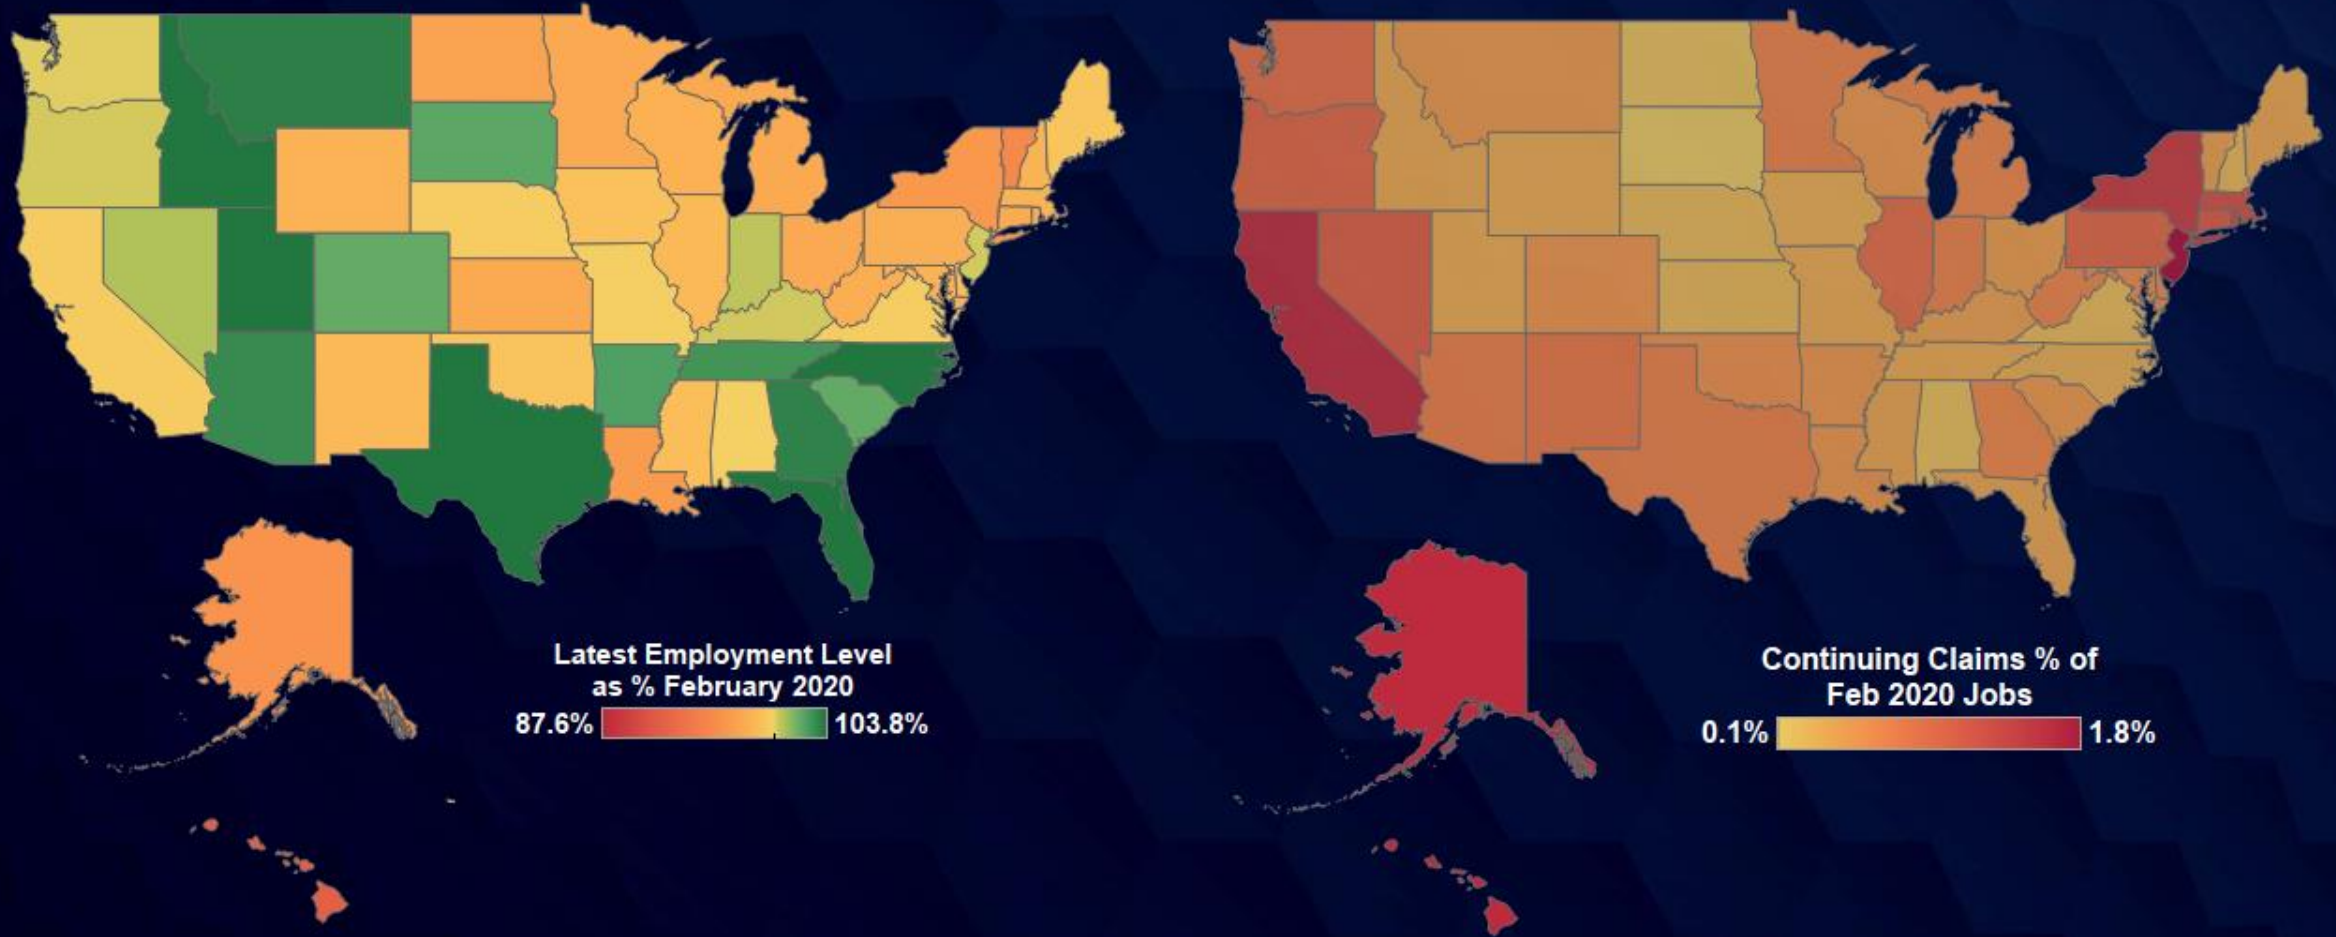 Latest Employment Level
as % February 2020
87.6% 103.8%
Continuing Claims % of
Feb 2020 Jobs
0.1% 1.8%